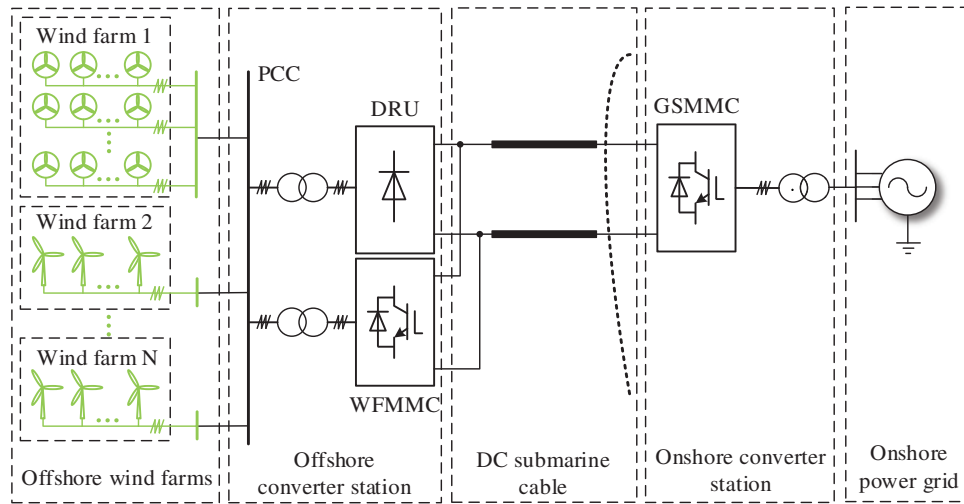 Wind farm 1
Wind farm 2
Wind farm N
PCC
DRU
WFMMC
GSMMC
Offshore wind farms
Offshore
converter station
DC submarine
cable
Onshore converter
station
Onshore
power grid